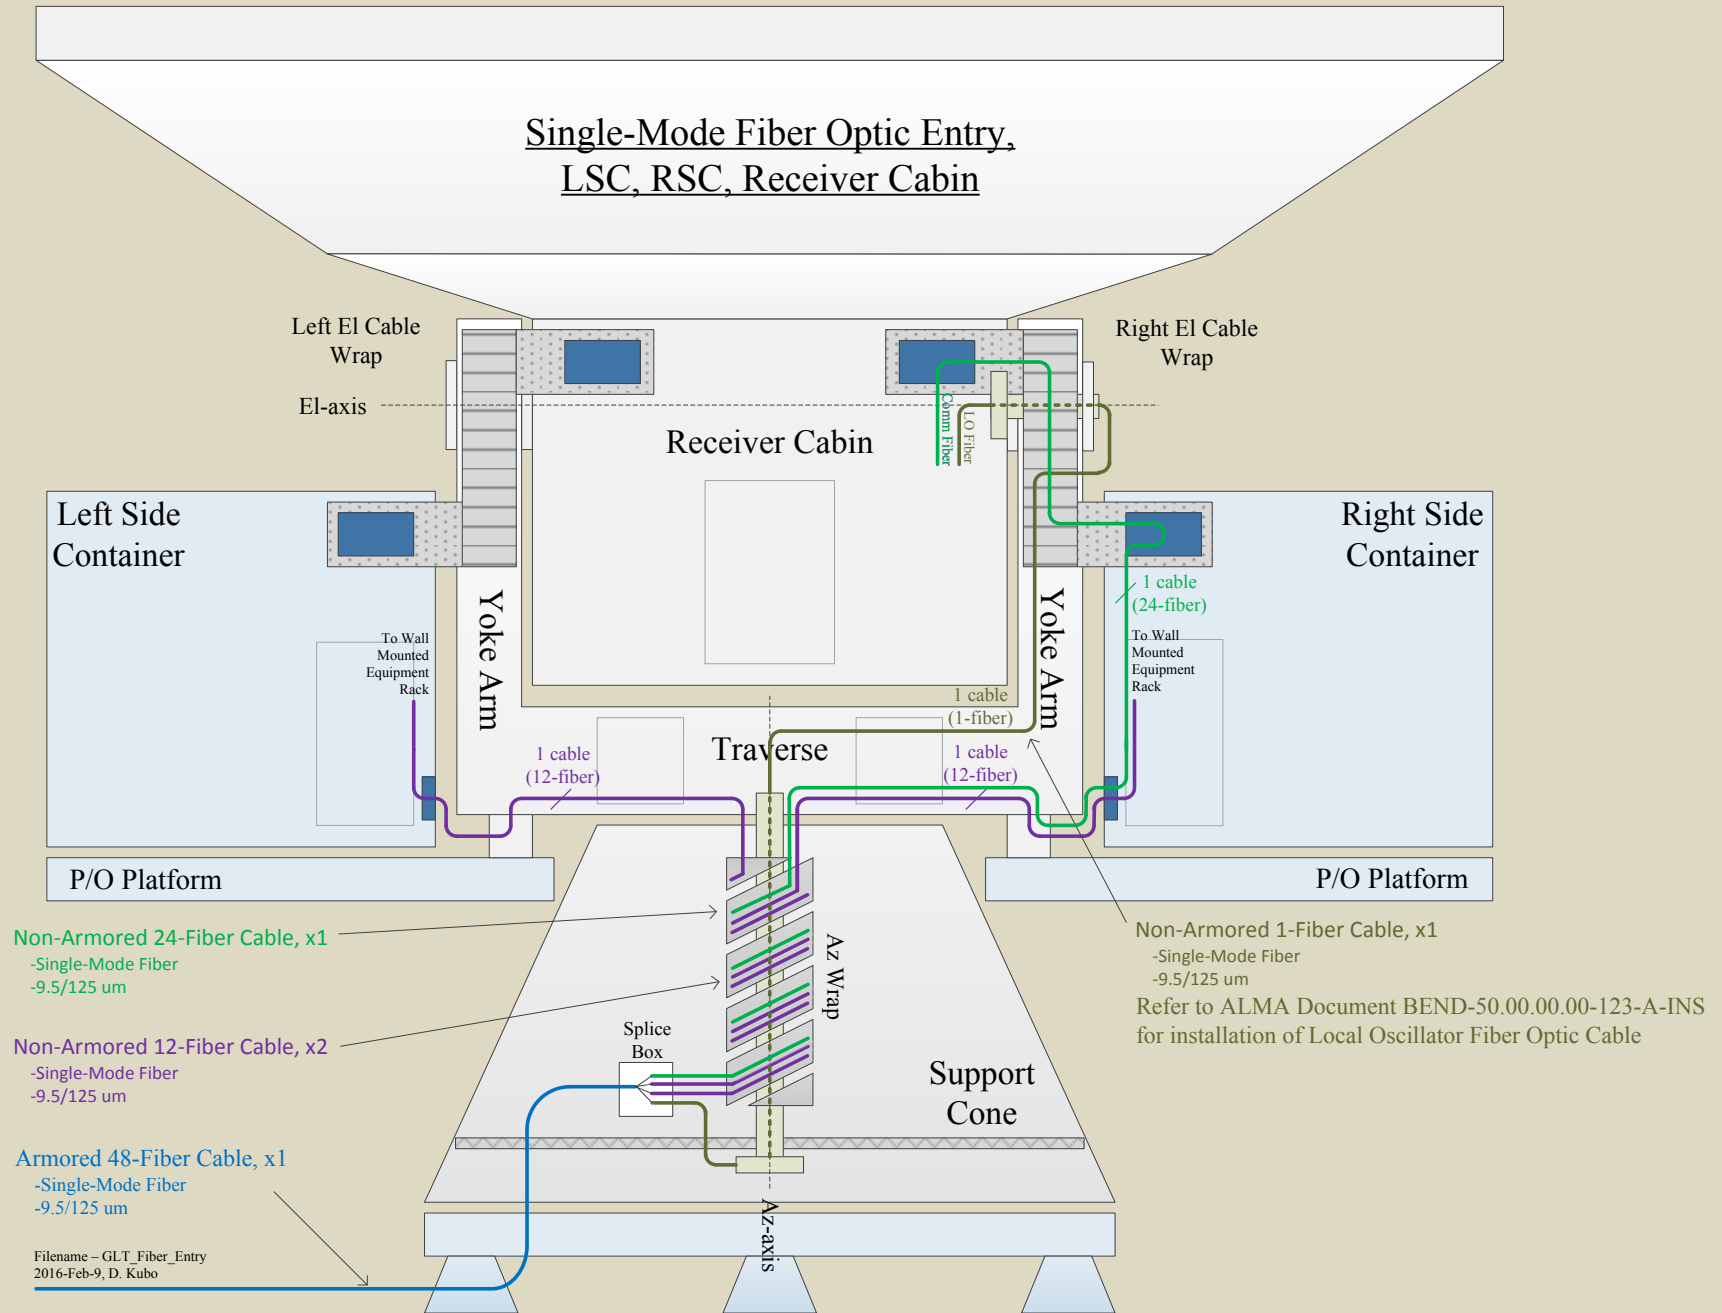 Single-Mode Fiber Optic Entry,
LSC, RSC, Receiver Cabin
Left El Cable
Wrap
Right El Cable
Wrap
El-axis
Comm Fiber
LO Fiber
Receiver Cabin
Left Side
Container
Right Side
Container
1 cable
(24-fiber)
Yoke Arm
Yoke Arm
To Wall
Mounted
Equipment
Rack
To Wall
Mounted
Equipment
Rack
1 cable
(1-fiber)
Traverse
1 cable
(12-fiber)
1 cable
(12-fiber)
P/O Platform
P/O Platform
Non-Armored 24-Fiber Cable, x1
-Single-Mode Fiber
-9.5/125 um
Non-Armored 1-Fiber Cable, x1
-Single-Mode Fiber
-9.5/125 um
Refer to ALMA Document BEND-50.00.00.00-123-A-INS
for installation of Local Oscillator Fiber Optic Cable
Az Wrap
Splice
Box
Non-Armored 12-Fiber Cable, x2
-Single-Mode Fiber
-9.5/125 um
Support
Cone
Armored 48-Fiber Cable, x1
-Single-Mode Fiber
-9.5/125 um
Az-axis
Filename – GLT_Fiber_Entry
2016-Feb-9, D. Kubo